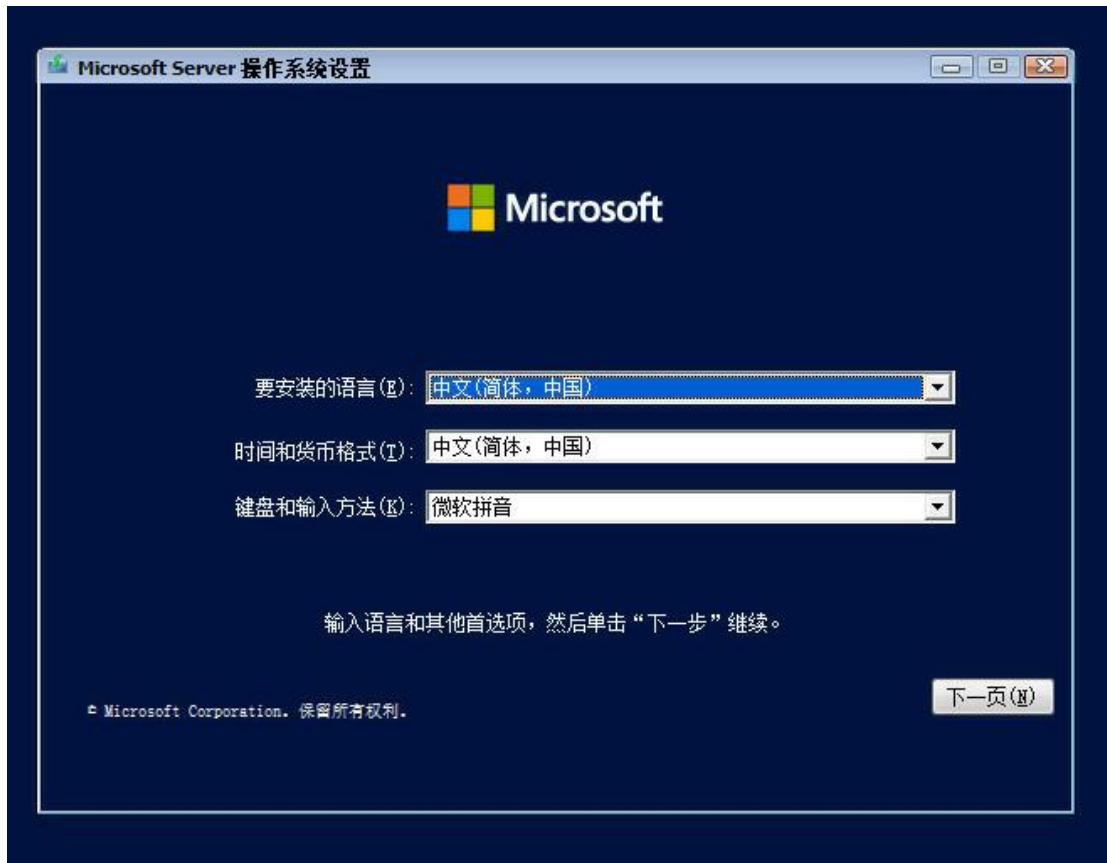 Microsoft Server 操作系统设置
Microsoft
要安装的语言(E): 中文(简体，中国)
时间和货币格式(T): 中文(简体，中国)
键盘和输入方法(K): 微软拼音
输入语言和其他首选项，然后单击“下一步”继续。
© Microsoft Corporation. 保留所有权利.
下一页(N)